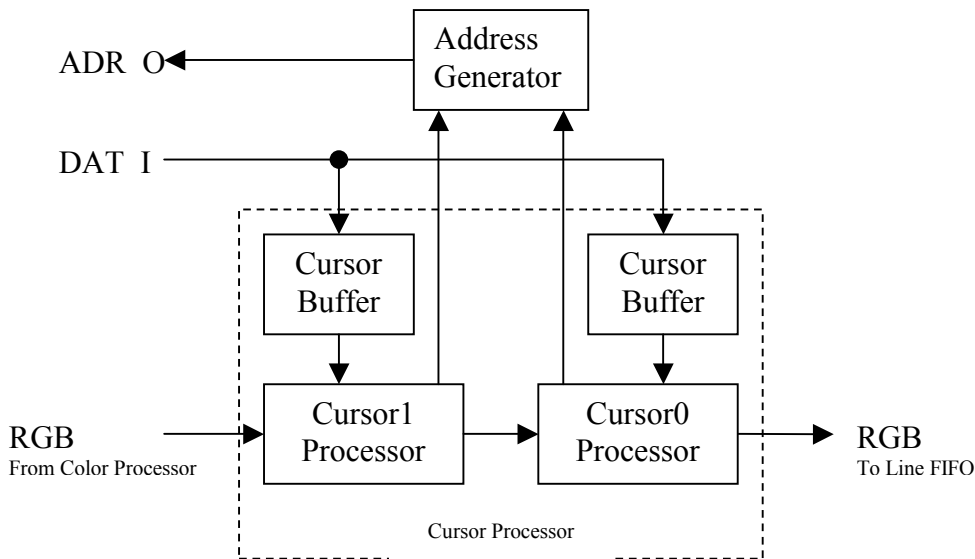 Address
Generator
ADR O
DAT I
Cursor
Buffer
Cursor
Buffer
Cursor1
Processor
Cursor0
Processor
RGB
From Color Processor
RGB
To Line FIFO
Cursor Processor